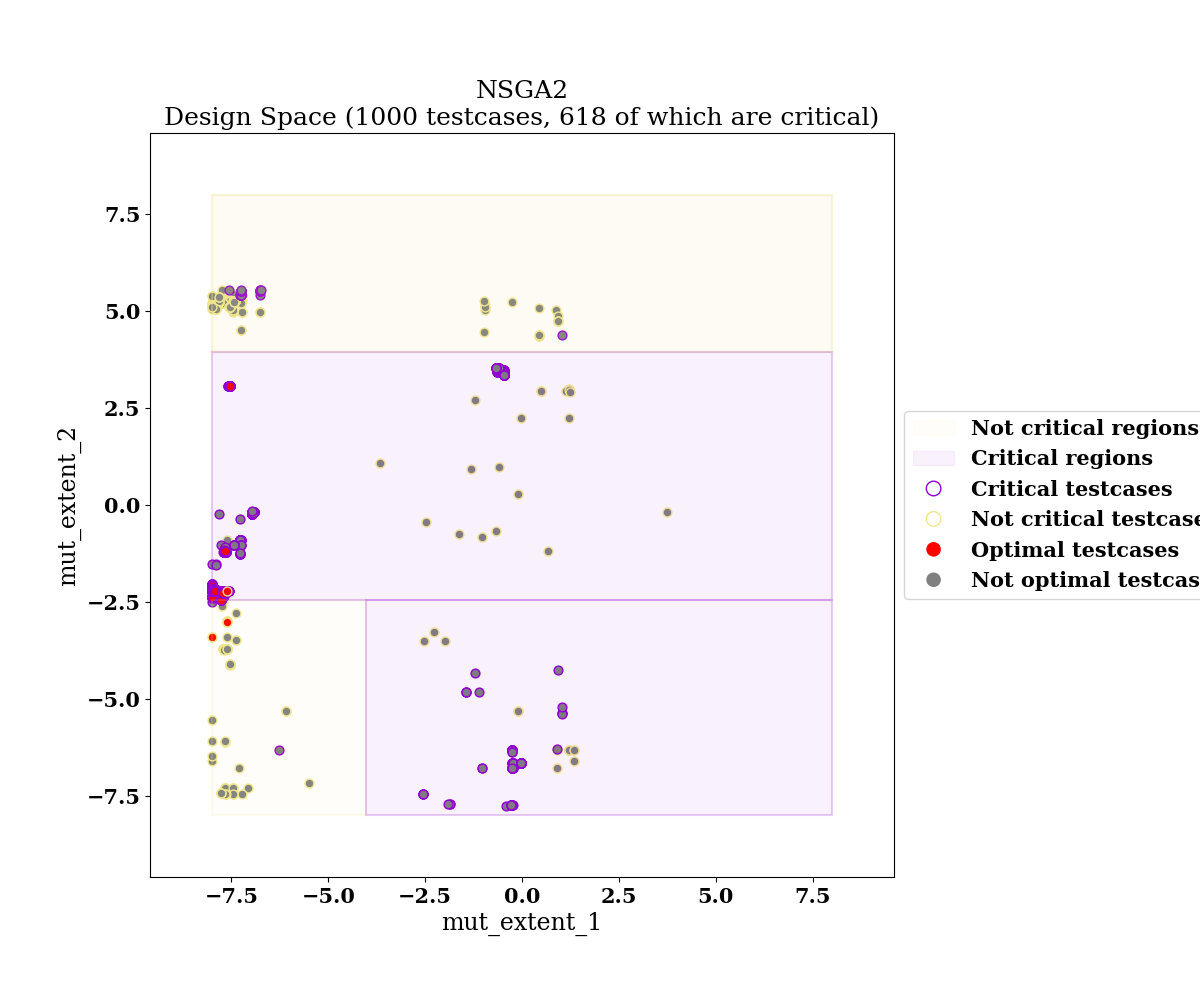 NSGA2
Design Space (1000 testcases, 618 of which are critical)
mut_extent_2
7.5
5.0
2.5
0.0
−2.5
−5.0
−7.5
−7.5
−5.0
−2.5
0.0
2.5
5.0
7.5
mut_extent_1
Not critical regions
Critical regions
Critical testcases
Not critical testcase
Optimal testcases
Not optimal testcas